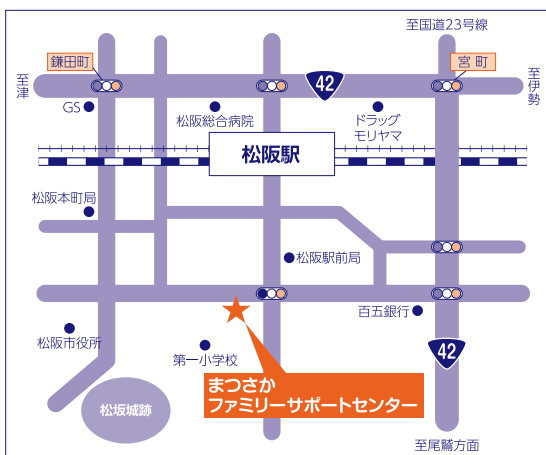 至国道23号線
鎌田町
宮町
至津
42
至伊勢
GS
松阪総合病院
ドラッグ
モリヤマ
松阪駅
松阪本町局
松阪駅前局
百五銀行
松阪市役所
第一小学校
42
まつさか
ファミリーサポートセンター
松坂城跡
至尾鷲方面